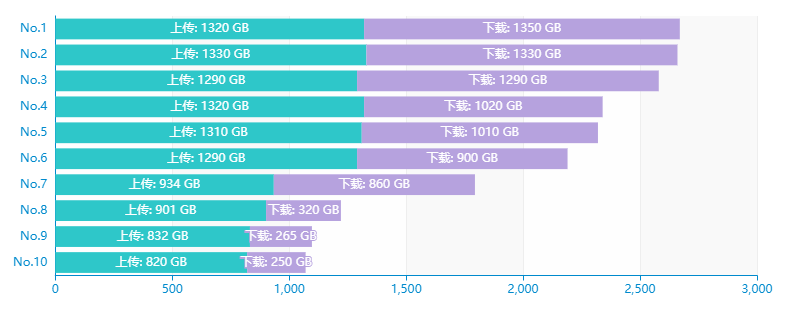 No.1 上传: 1320 GB 下载: 1350 GB
No.2 上传: 1330 GB 下载: 1330 GB
No.3 上传: 1290 GB 下载: 1290 GB
No.4 上传: 1320 GB 下载: 1020 GB
No.5 上传: 1310 GB 下载: 1010 GB
No.6 上传: 1290 GB 下载: 900 GB
No.7 上传: 934 GB 下载: 860 GB
No.8 上传: 901 GB 下载: 320 GB
No.9 上传: 832 GB 下载: 265 GB
No.10 上传: 820 GB 下载: 250 GB
0 500 1,000 1,500 2,000 2,500 3,000